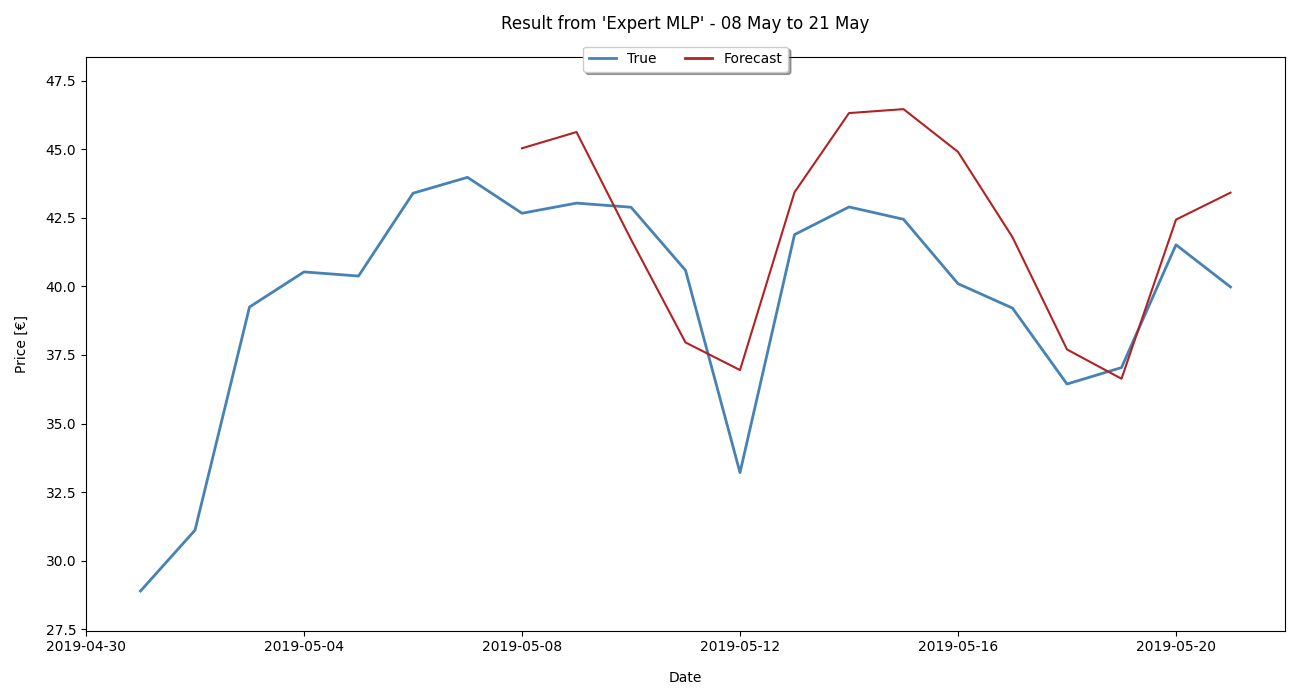 Result from 'Expert MLP' - 08 May to 21 May
True Forecast
47.5
45.0
42.5
40.0
37.5
35.0
32.5
30.0
27.5
Price [€]
2019-04-30 2019-05-04 2019-05-08 2019-05-12 2019-05-16 2019-05-20
Date